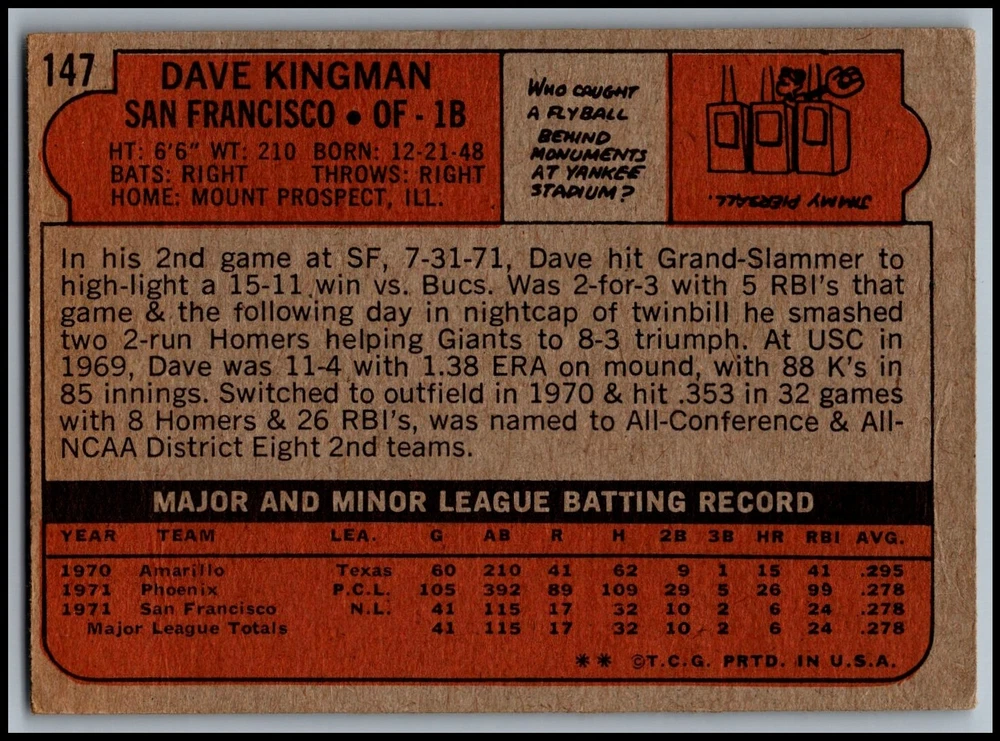 147
DAVE KINGMAN
SAN FRANCISCO • OF - 1B
HT: 6'6" WT: 210 BORN: 12-21-48
BATS: RIGHT THROWS: RIGHT
HOME: MOUNT PROSPECT, ILL.
WHO CAUGHT
A FLYBALL
BEHIND
MONUMENTS
AT YANKEE
STADIUM?
JIMMY PIERSALL.
In his 2nd game at SF, 7-31-71, Dave hit Grand-Slammer to
high-light a 15-11 win vs. Bucs. Was 2-for-3 with 5 RBI's that
game & the following day in nightcap of twinbill he smashed
two 2-run Homers helping Giants to 8-3 triumph. At USC in
1969, Dave was 11-4 with 1.38 ERA on mound, with 88 K's in
85 innings. Switched to outfield in 1970 & hit .353 in 32 games
with 8 Homers & 26 RBI's, was named to All-Conference & All-
NCAA District Eight 2nd teams.
MAJOR AND MINOR LEAGUE BATTING RECORD
YEAR TEAM LEA. G AB R H 2B 3B HR RBI AVG.
1970 Amarillo Texas 60 210 41 62 9 1 15 41 .295
1971 Phoenix P.C.L. 105 392 89 109 29 5 26 99 .278
1971 San Francisco N.L. 41 115 17 32 10 2 6 24 .278
Major League Totals 41 115 17 32 10 2 6 24 .278
** ©T.C.G. PRTD. IN U.S.A.